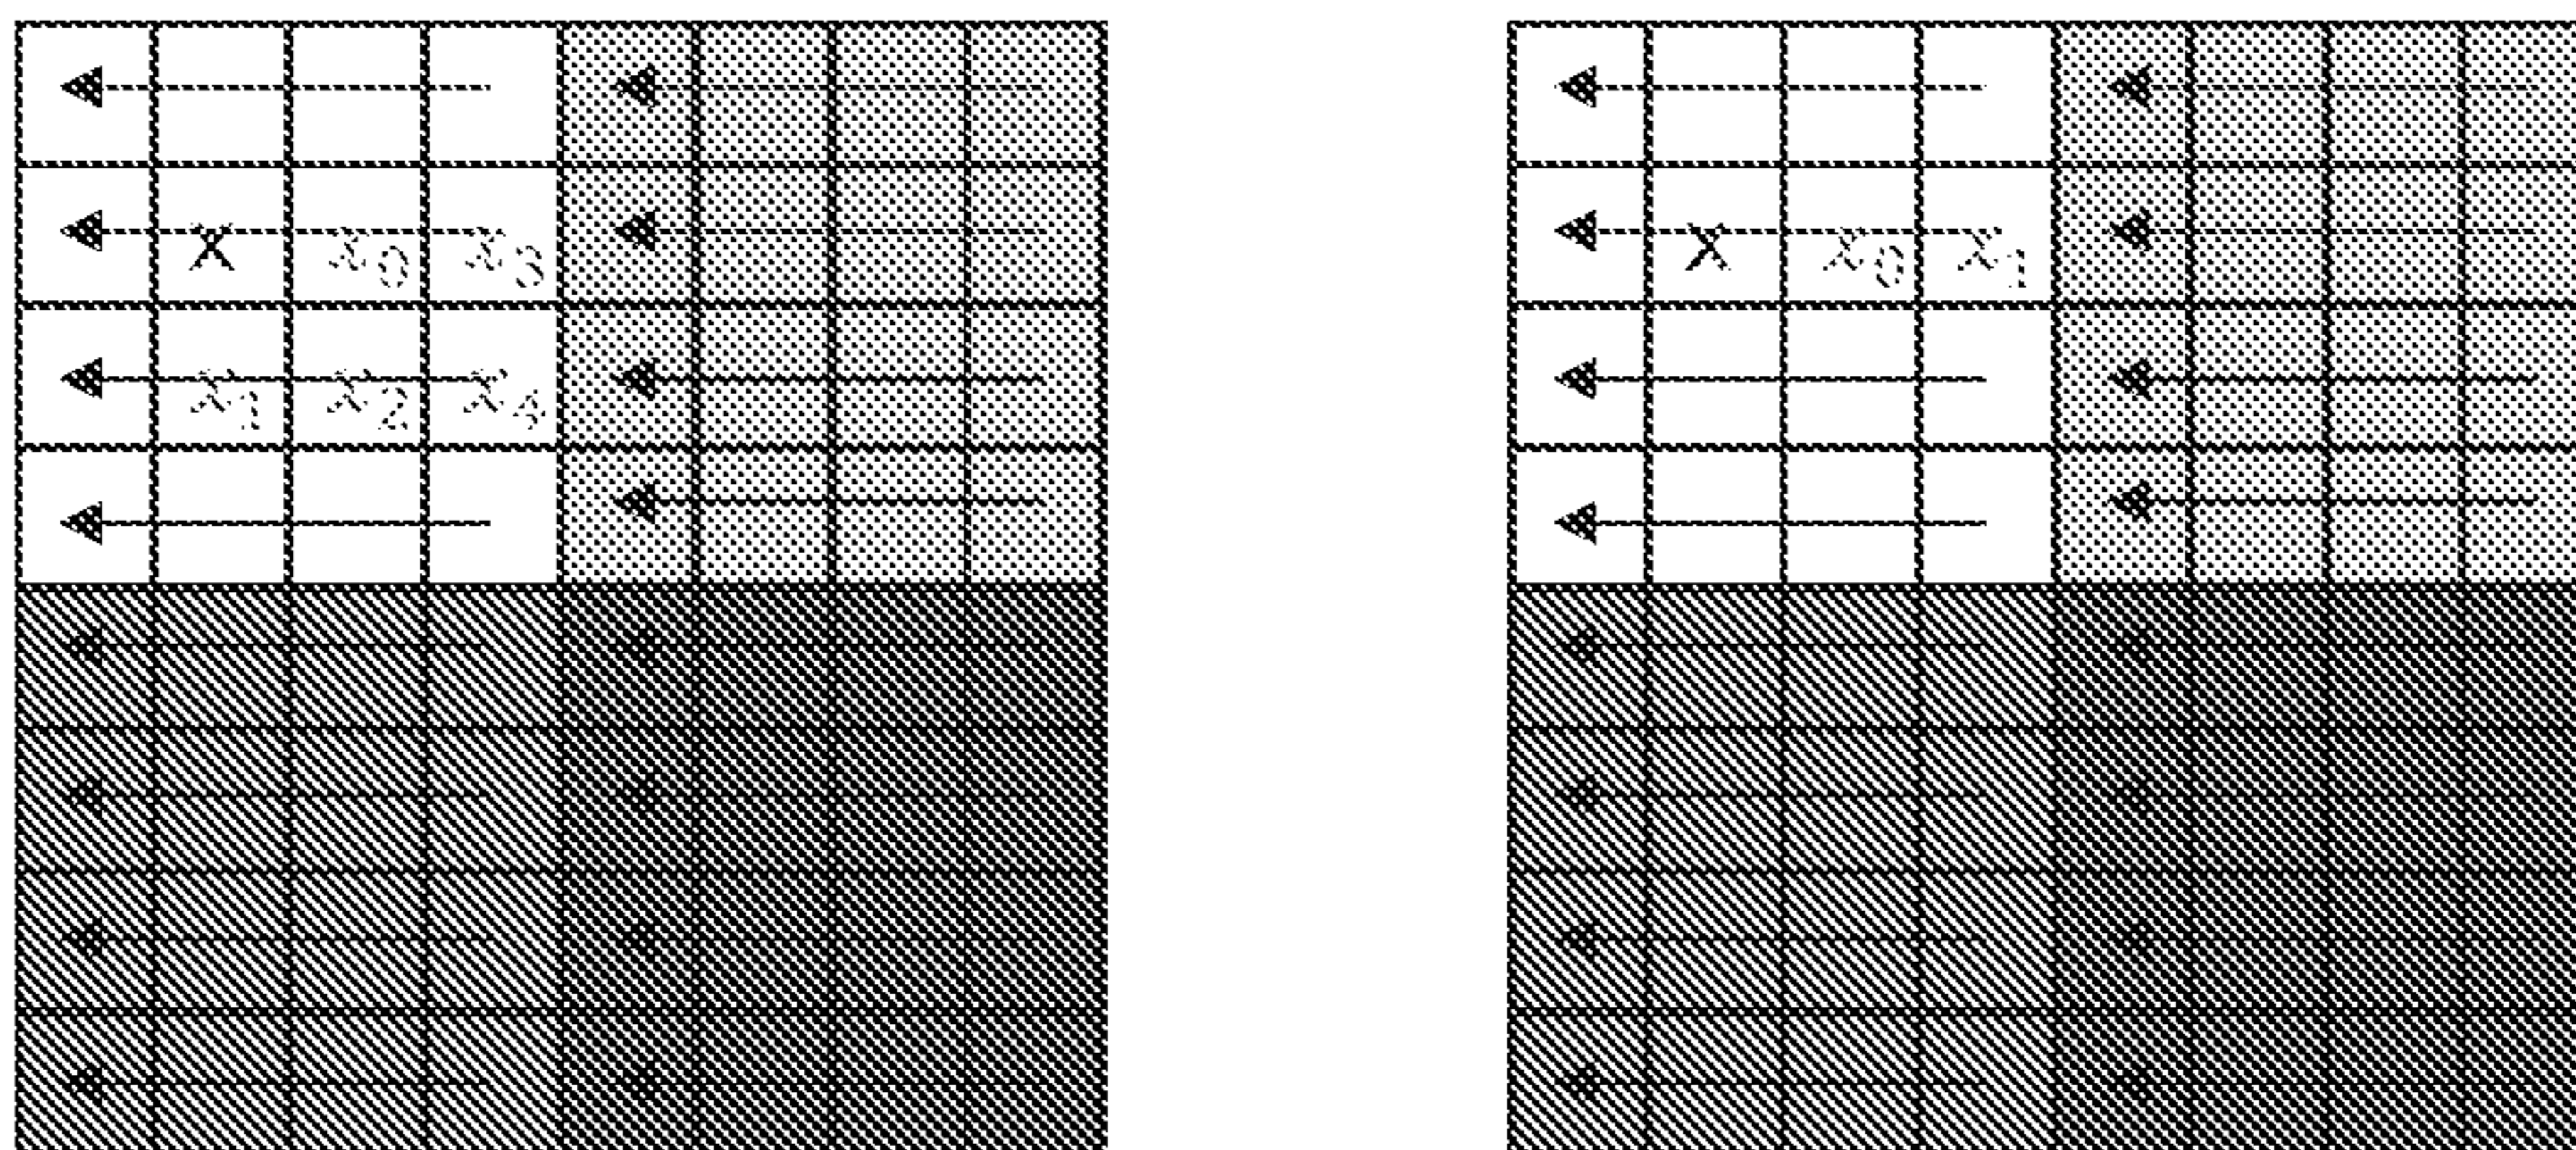 X x₀ x₃
x₁ x₂ x₄
X x₀ x₁